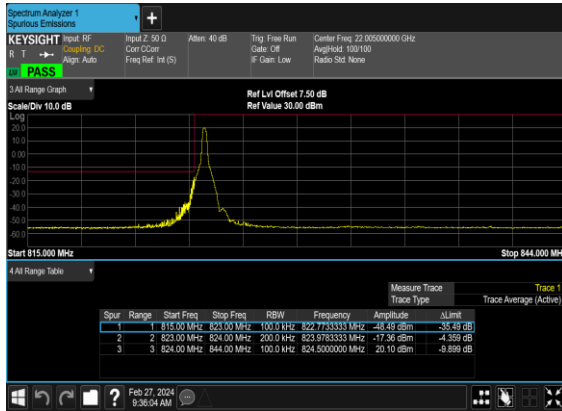 Spectrum Analyzer 1
Spurious Emissions
+
KEYSIGHT Input: RF Input Z: 50 Ω Atten: 40 dB Trig: Free Run Center Freq: 22.005000000 GHz
R T Coupling: DC Corr CCorr Gate: Off Avg|Hold: 100/100
Align: Auto Freq Ref: Int (S) IF Gain: Low Radio Std: None
LU PASS
3 All Range Graph
Ref Lvl Offset 7.50 dB
Scale/Div 10.0 dB Ref Value 30.00 dBm
Log
20.0
10.0
0.00
-10.0
-20.0
-30.0
-40.0
-50.0
-60.0
Start 815.000 MHz Stop 844.000 MH
4 All Range Table
Measure Trace Trace 1
Trace Type Trace Average (Active)
Spur Range Start Freq Stop Freq RBW Frequency Amplitude ΔLimit
1 1 815.00 MHz 823.00 MHz 100.0 kHz 822.7733333 MHz -48.49 dBm -35.49 dB
2 2 823.00 MHz 824.00 MHz 200.0 kHz 823.9783333 MHz -17.36 dBm -4.359 dB
3 3 824.00 MHz 844.00 MHz 100.0 kHz 824.5000000 MHz 20.10 dBm -9.899 dB
? Feb 27, 2024
9:36:04 AM